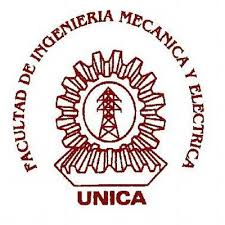 FACULTAD DE INGENIERIA MECANICA Y ELECTRICA
UNICA